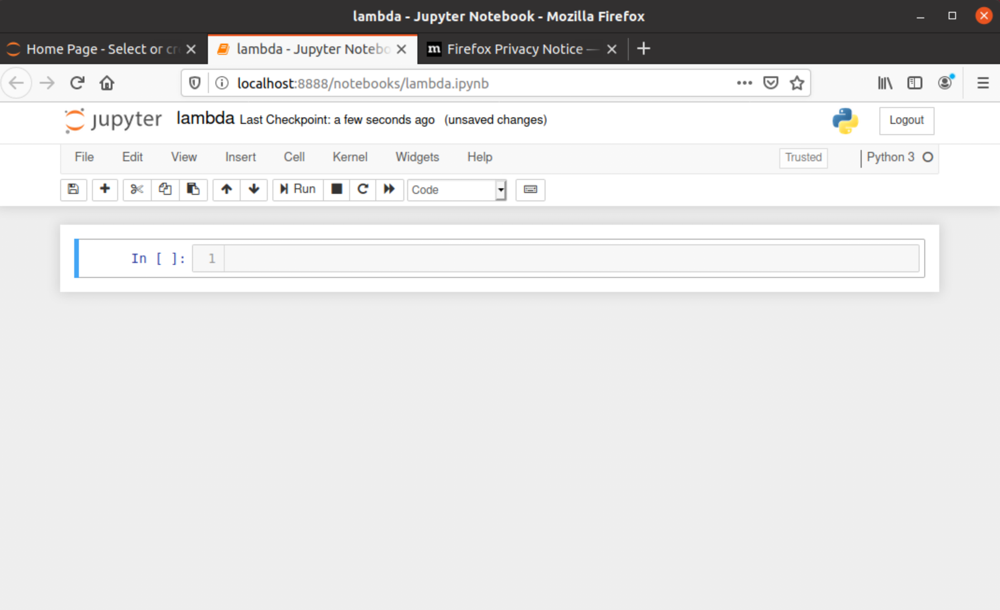 lambda - Jupyter Notebook - Mozilla Firefox
Home Page - Select or cr lambda - Jupyter Notebo m Firefox Privacy Notice —
localhost:8888/notebooks/lambda.ipynb
jupyter lambda Last Checkpoint: a few seconds ago (unsaved changes) Logout
File Edit View Insert Cell Kernel Widgets Help Trusted Python 3
Run Code
In [ ]: 1